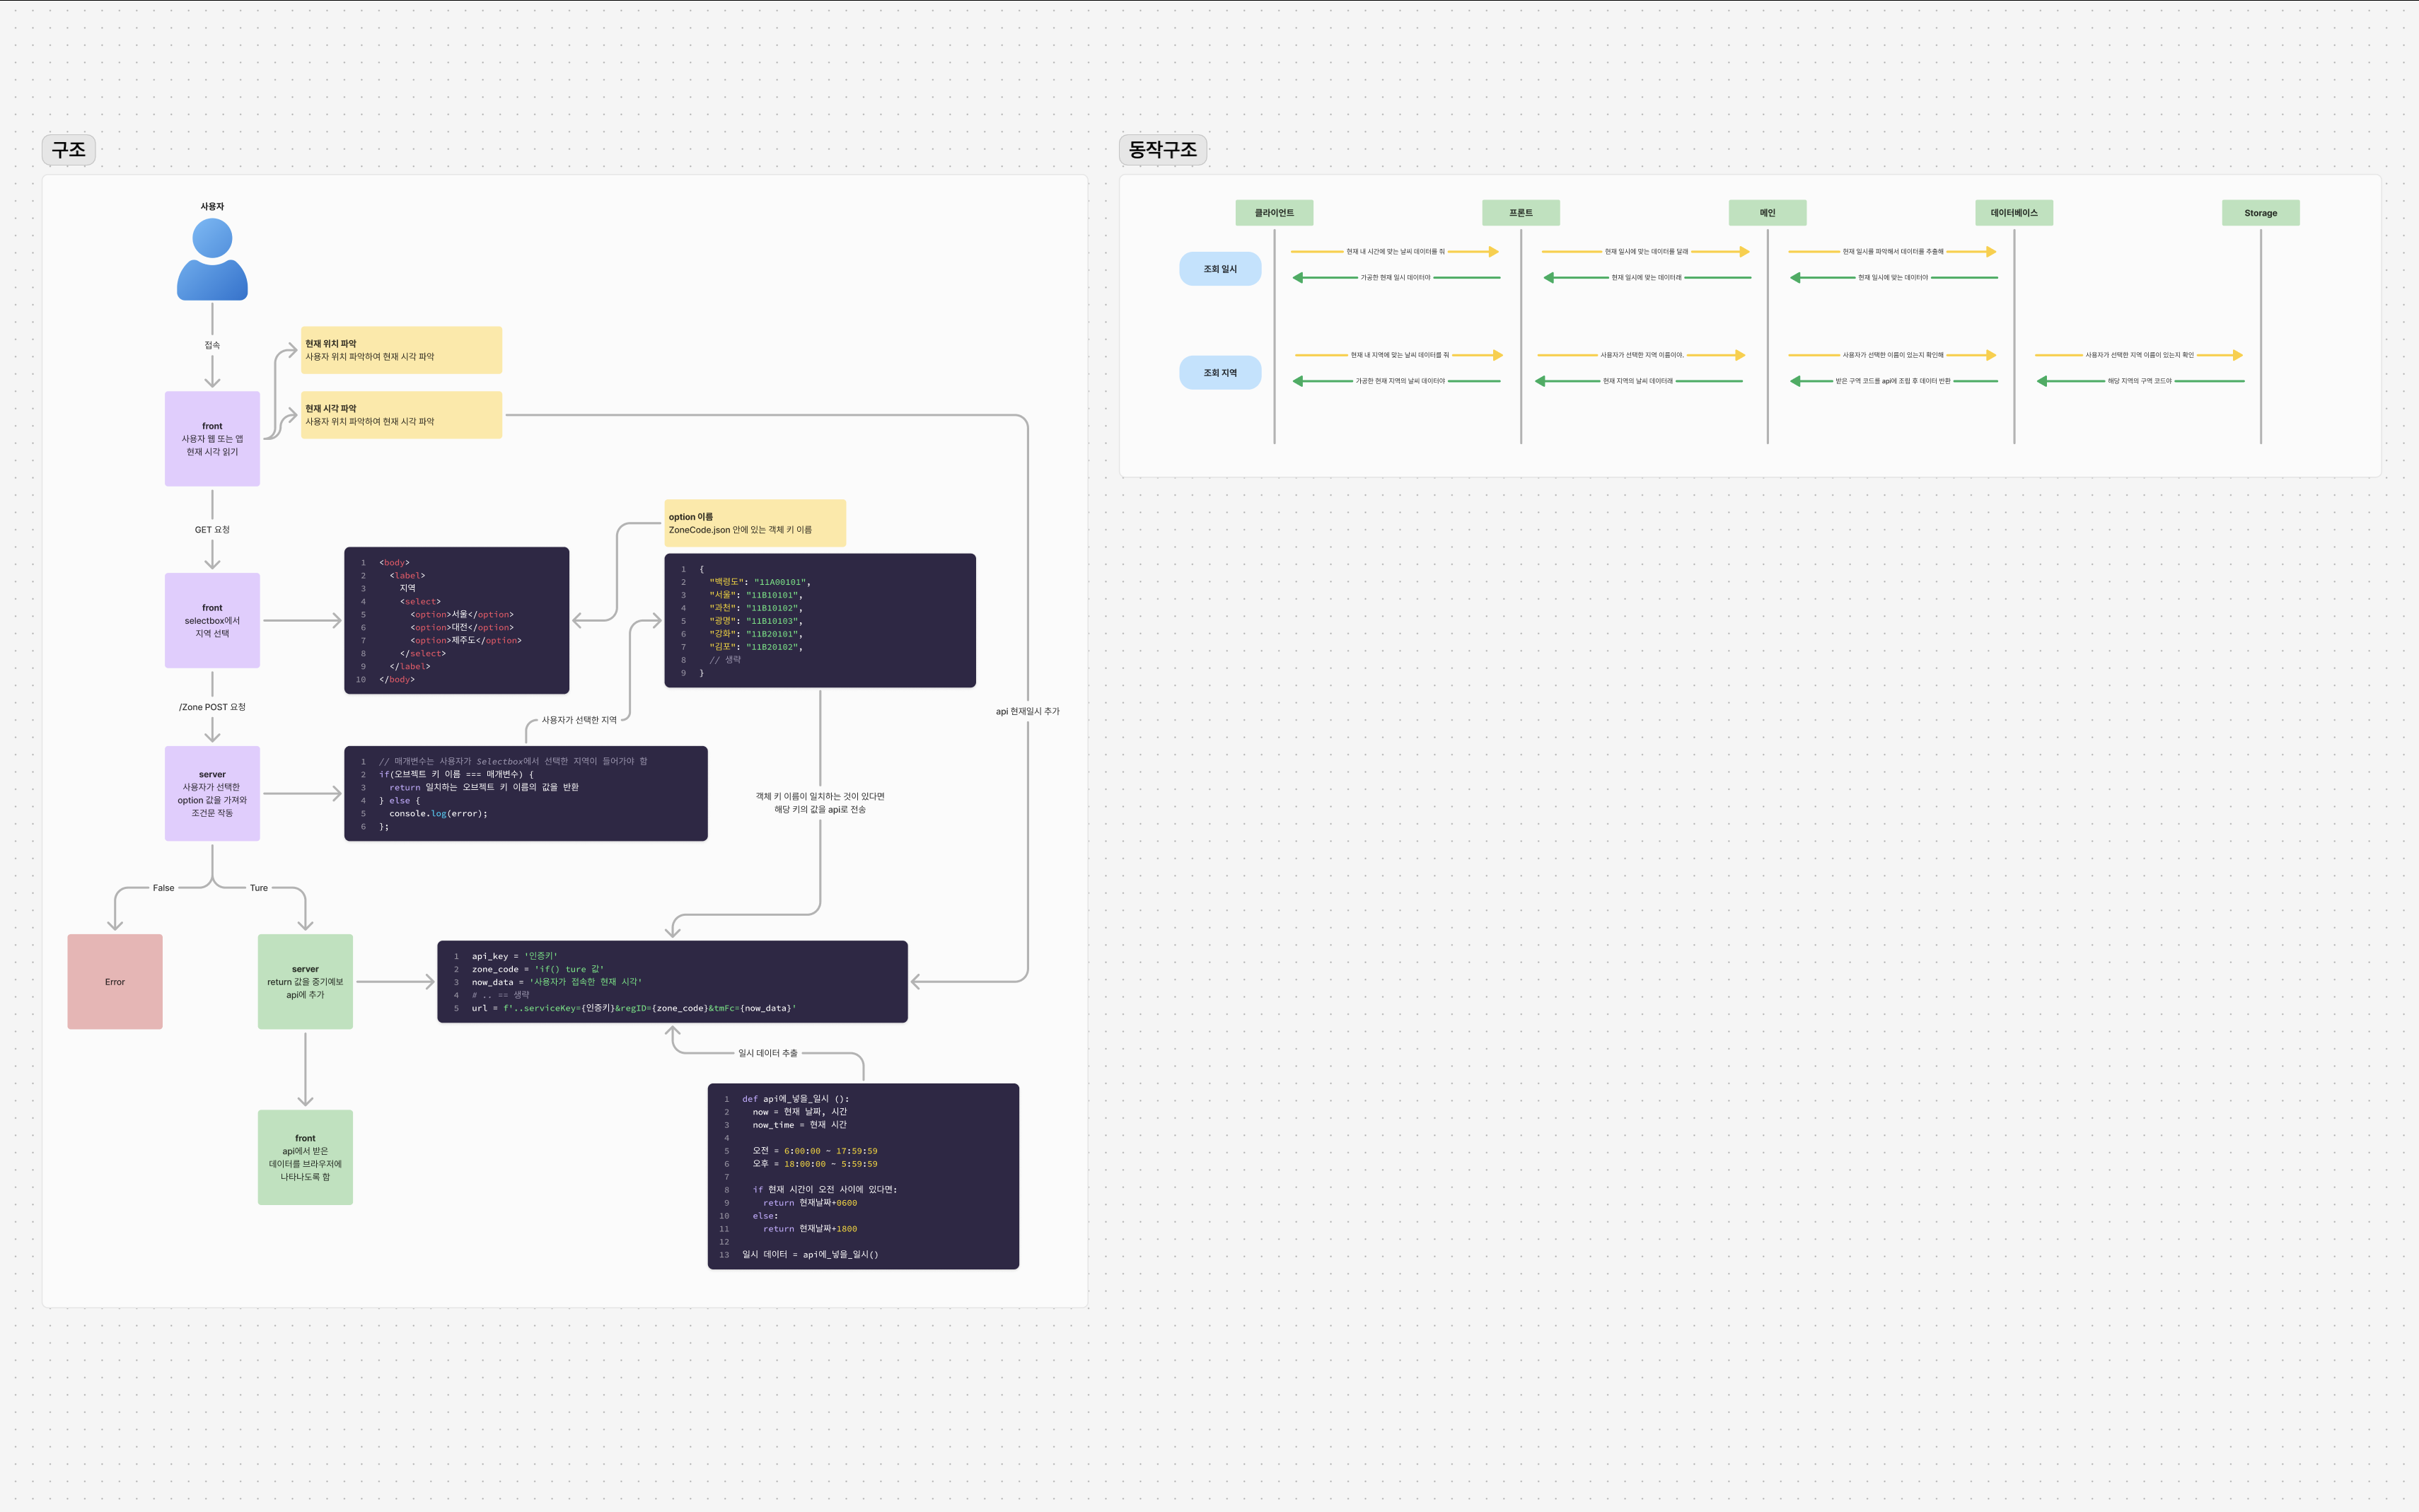 구조
사용자
접속
현재 위치 파악
사용자 위치 파악하여 현재 시각 파악
현재 시각 파악
사용자 위치 파악하여 현재 시각 파악
front
사용자 웹 또는 앱
현재 시각 읽기
GET 요청
front
selectbox에서
지역 선택
1 <body>
2 <label>
3 지역
4 <select>
5 <option>서울</option>
6 <option>대전</option>
7 <option>제주도</option>
8 </select>
9 </label>
10 </body>
option 이름
ZoneCode.json 안에 있는 객체 키 이름
1 {
2 "백령도": "11A00101",
3 "서울": "11B10101",
4 "과천": "11B10102",
5 "광명": "11B10103",
6 "강화": "11B20101",
7 "김포": "11B20102",
8 // 생략
9 }
/Zone POST 요청
사용자가 선택한 지역
api 현재일시 추가
server
사용자가 선택한
option 값을 가져와
조건문 작동
1 // 매개변수는 사용자가 Selectbox에서 선택한 지역이 들어가야 함
2 if(오브젝트 키 이름 === 매개변수) {
3 return 일치하는 오브젝트 키 이름의 값을 반환
4 } else {
5 console.log(error);
6 };
객체 키 이름이 일치하는 것이 있다면
해당 키의 값을 api로 전송
False
Ture
Error
server
return 값을 중기예보
api에 추가
1 api_key = '인증키'
2 zone_code = 'if() ture 값'
3 now_data = '사용자가 접속한 현재 시각'
4 # .. == 생략
5 url = f'..serviceKey={인증키}&regID={zone_code}&tmFc={now_data}'
일시 데이터 추출
front
api에서 받은
데이터를 브라우저에
나타나도록 함
1 def api에_넣을_일시 ():
2 now = 현재 날짜, 시간
3 now_time = 현재 시간
4
5 오전 = 6:00:00 ~ 17:59:59
6 오후 = 18:00:00 ~ 5:59:59
7
8 if 현재 시간이 오전 사이에 있다면:
9 return 현재날짜+0600
10 else:
11 return 현재날짜+1800
12
13 일시 데이터 = api에_넣을_일시()
동작구조
클라이언트
프론트
메인
데이터베이스
Storage
조회 일시
현재 내 시간에 맞는 날씨 데이터를 줘
현재 일시에 맞는 데이터를 달래
현재 일시를 파악해서 데이터를 추출해
가공한 현재 일시 데이터야
현재 일시에 맞는 데이터래
현재 일시에 맞는 데이터야
조회 지역
현재 내 지역에 맞는 날씨 데이터를 줘
사용자가 선택한 지역 이름이야.
사용자가 선택한 이름이 있는지 확인해
사용자가 선택한 지역 이름이 있는지 확인
가공한 현재 지역의 날씨 데이터야
현재 지역의 날씨 데이터래
받은 구역 코드를 api에 조립 후 데이터 반환
해당 지역의 구역 코드야